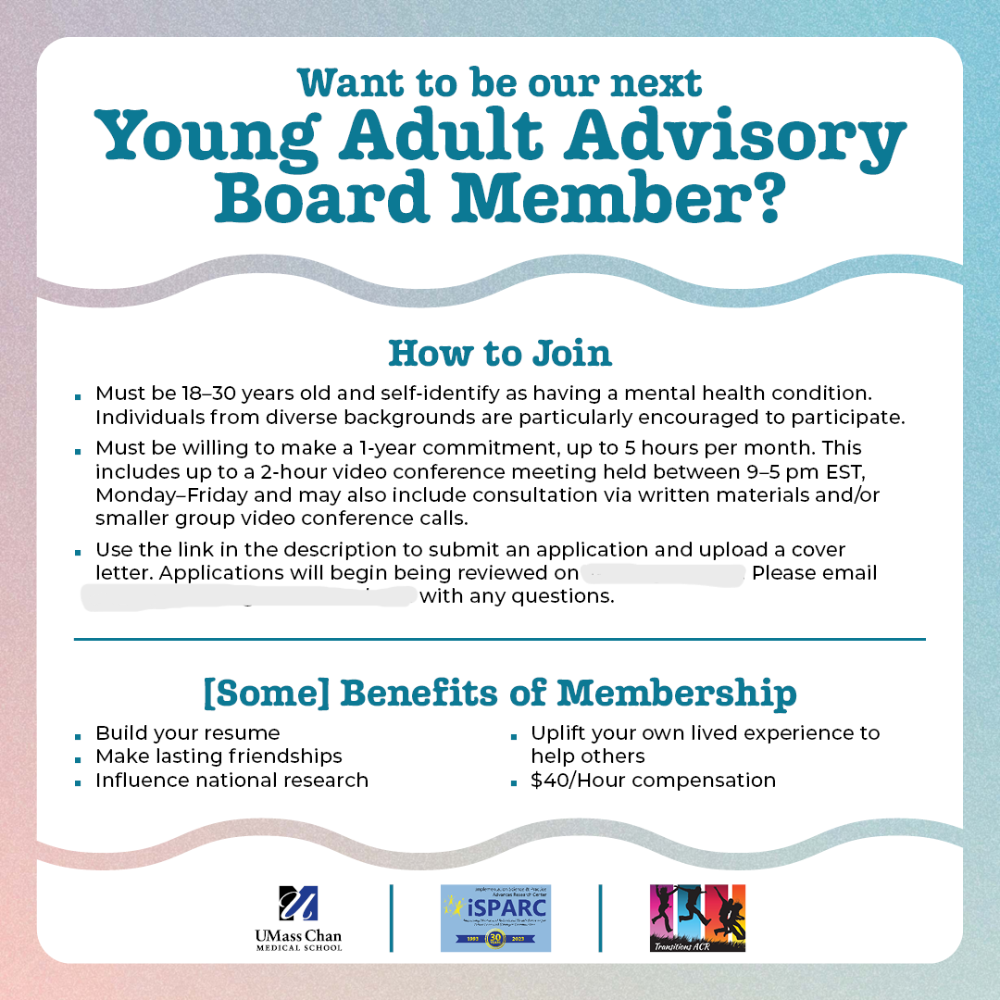 Want to be our next
Young Adult Advisory
Board Member?
How to Join
Must be 18–30 years old and self-identify as having a mental health condition.
Individuals from diverse backgrounds are particularly encouraged to participate.
Must be willing to make a 1-year commitment, up to 5 hours per month. This
includes up to a 2-hour video conference meeting held between 9–5 pm EST,
Monday–Friday and may also include consultation via written materials and/or
smaller group video conference calls.
Use the link in the description to submit an application and upload a cover
letter. Applications will begin being reviewed on Please email
with any questions.
[Some] Benefits of Membership
Build your resume
Make lasting friendships
Influence national research
Uplift your own lived experience to
help others
$40/Hour compensation
UMass Chan
MEDICAL SCHOOL
Implementation Science & Practice
Advances Research Center
iSPARC
1993 30 YEARS 2023
Transitions ACR